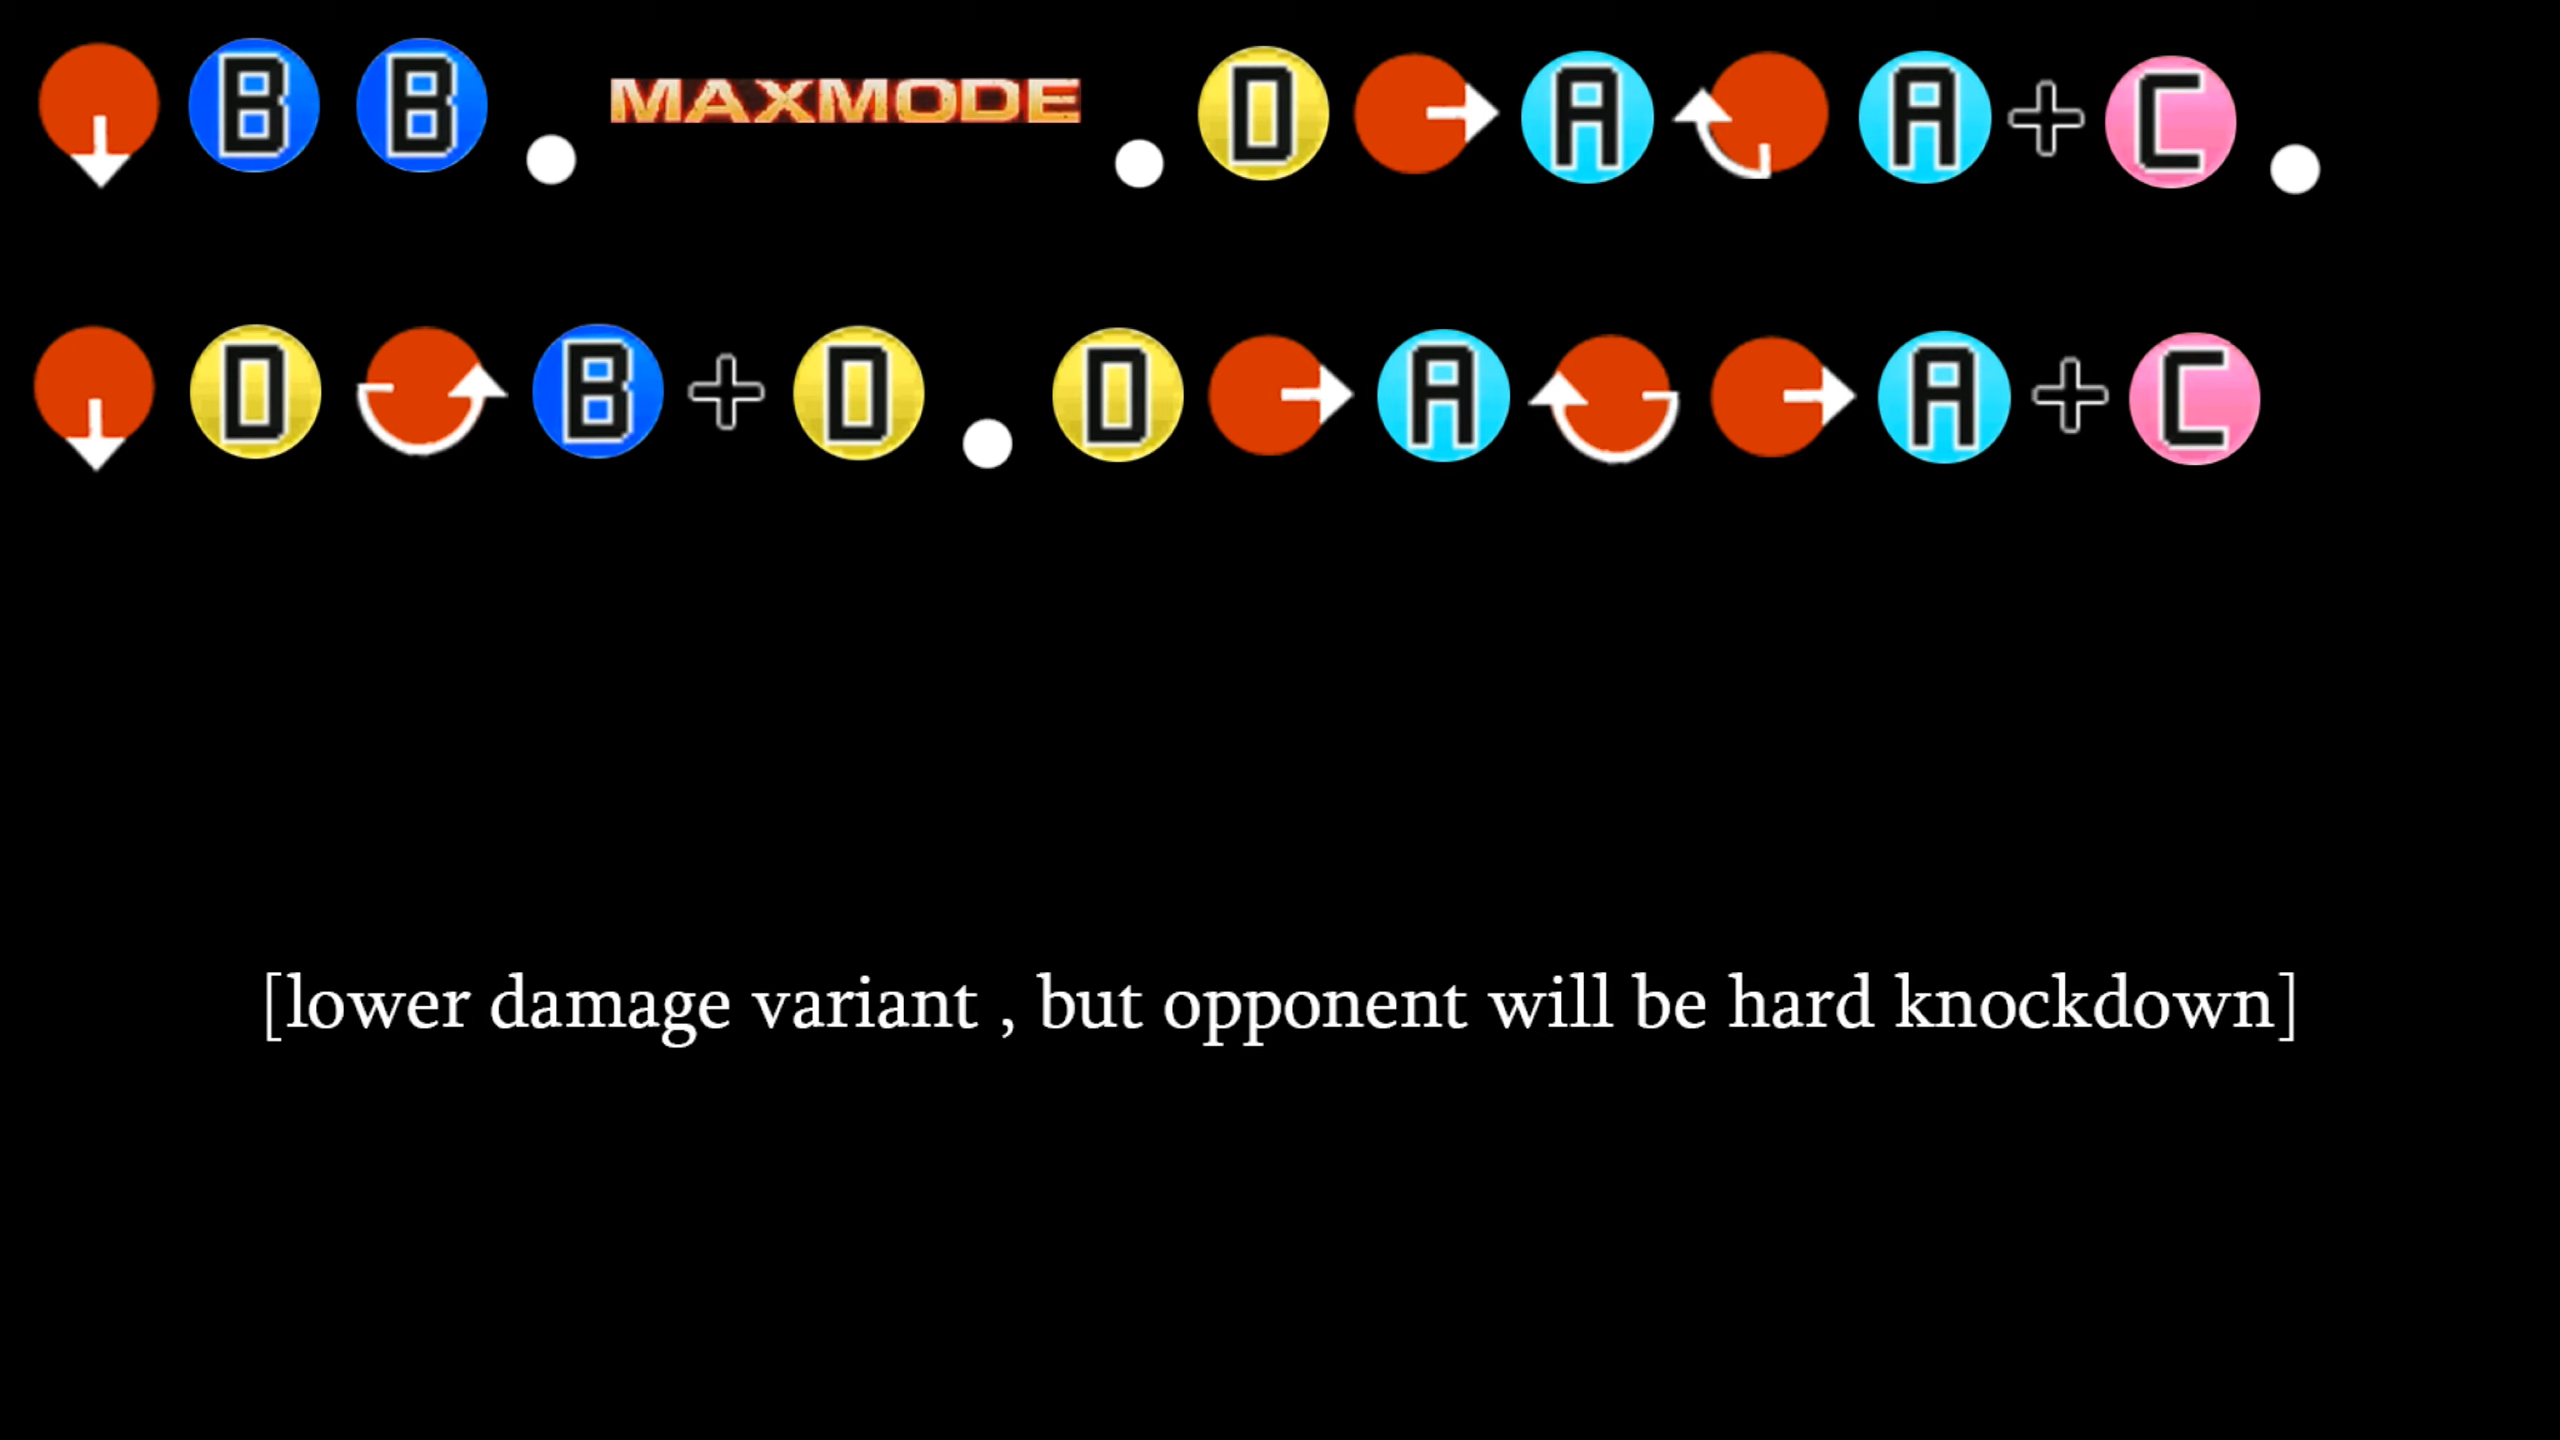 B B . MAXMODE . D A A + C .
D B + D . D A A + C
[lower damage variant , but opponent will be hard knockdown]